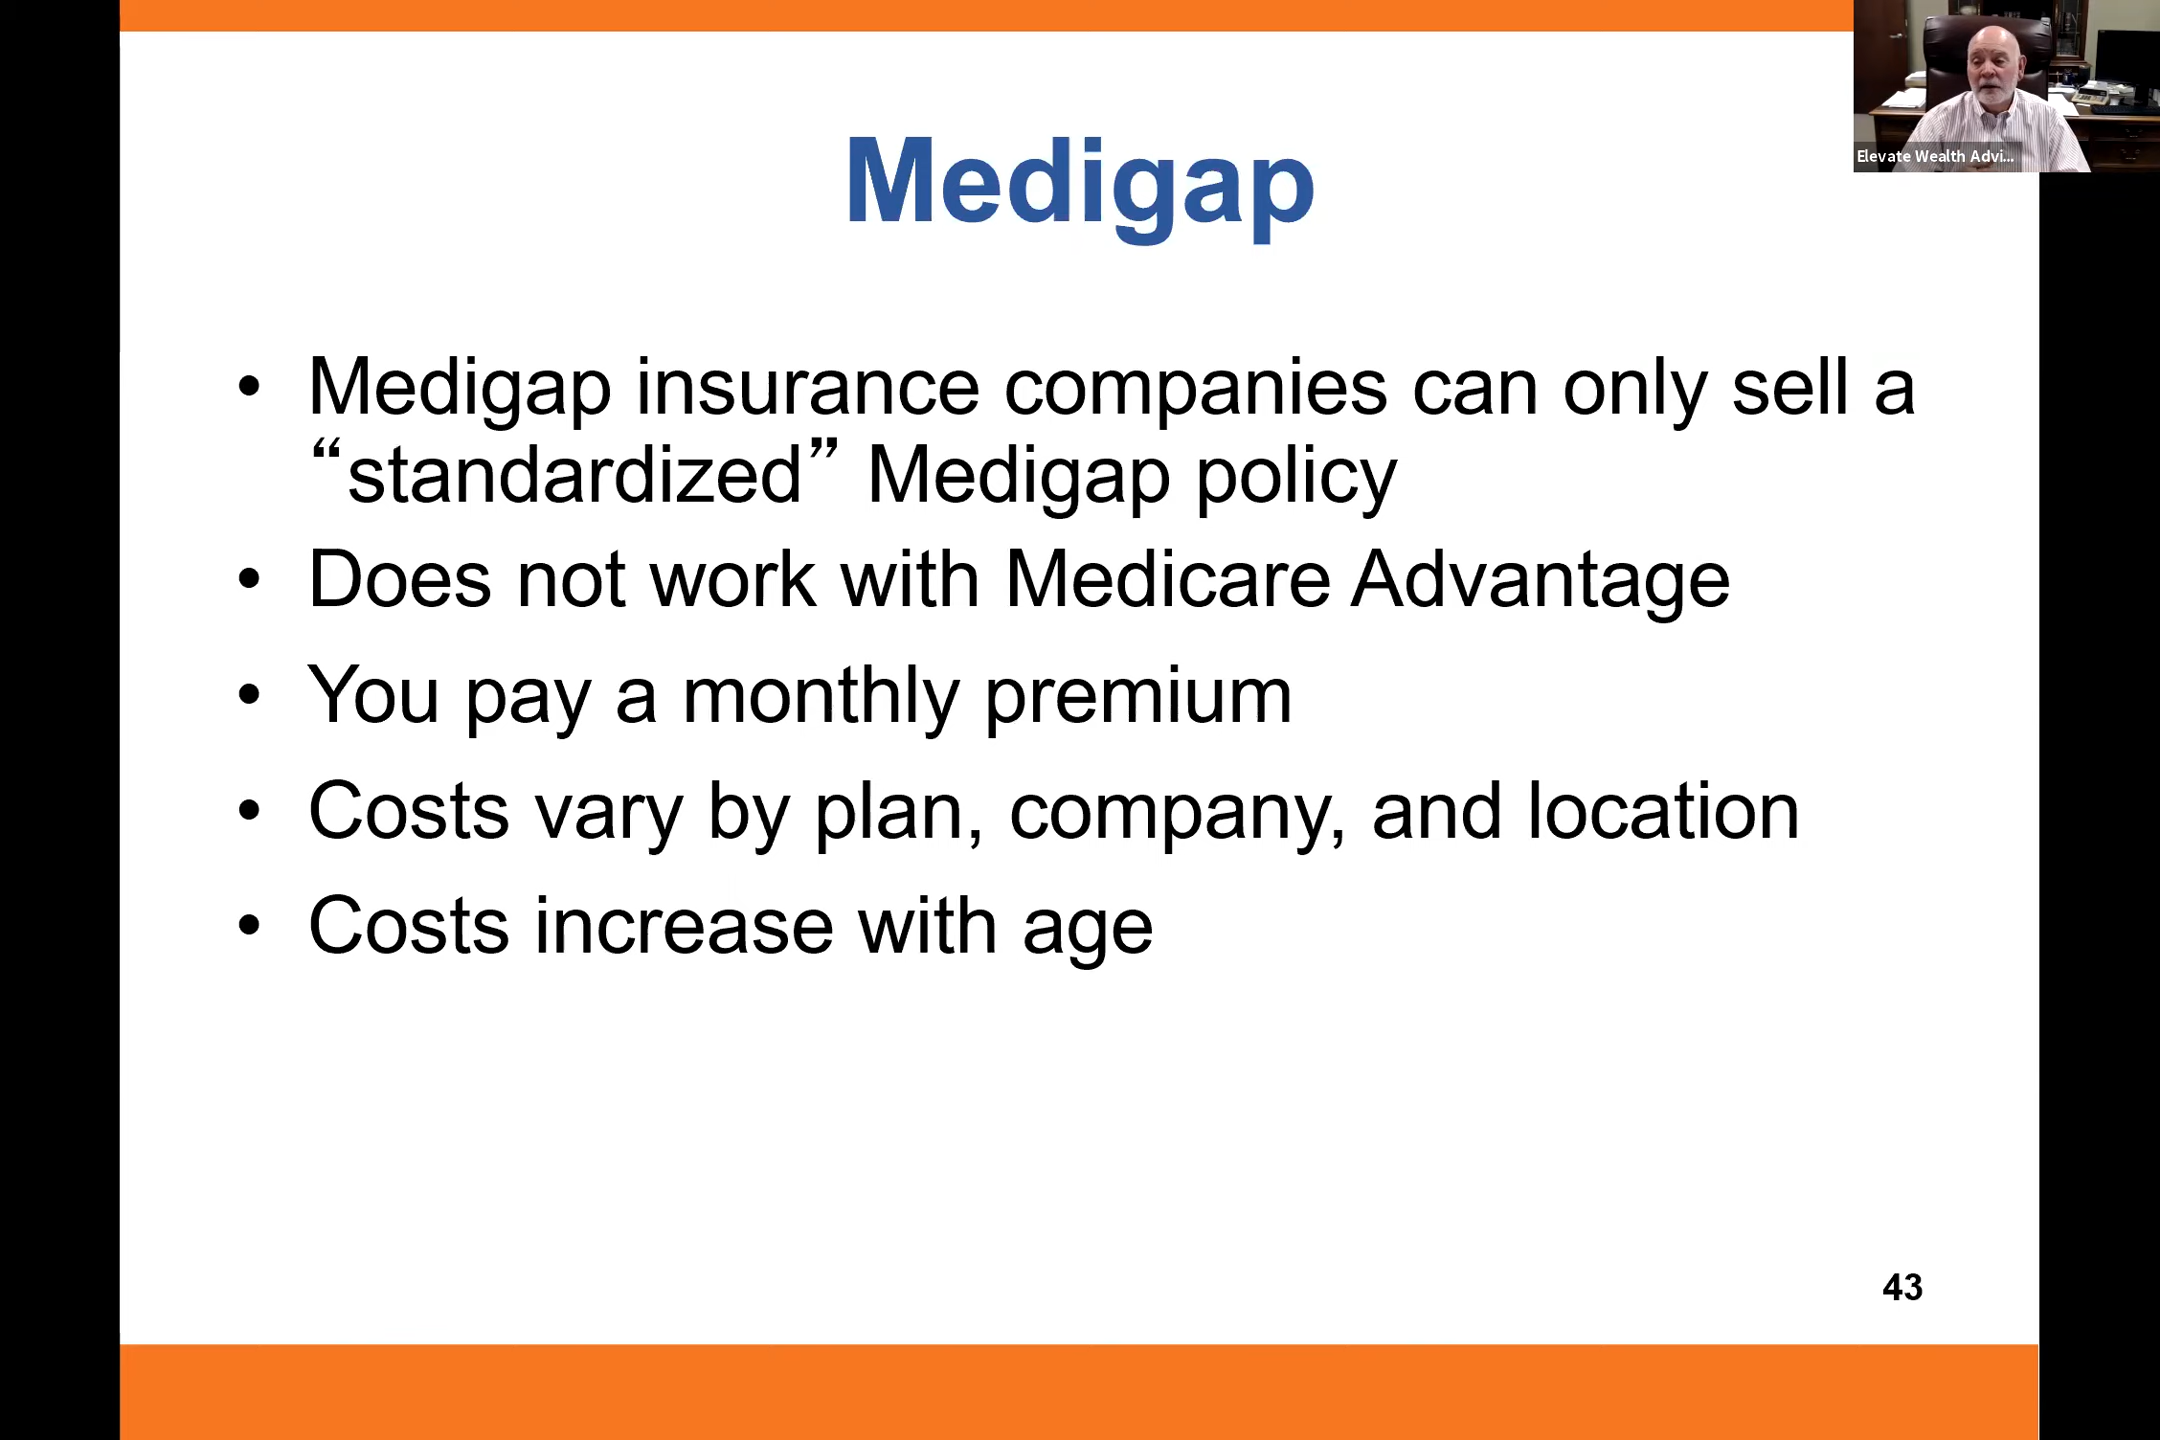 Elevate Wealth Advi...
Medigap
• Medigap insurance companies can only sell a
“standardized” Medigap policy
• Does not work with Medicare Advantage
• You pay a monthly premium
• Costs vary by plan, company, and location
• Costs increase with age
43